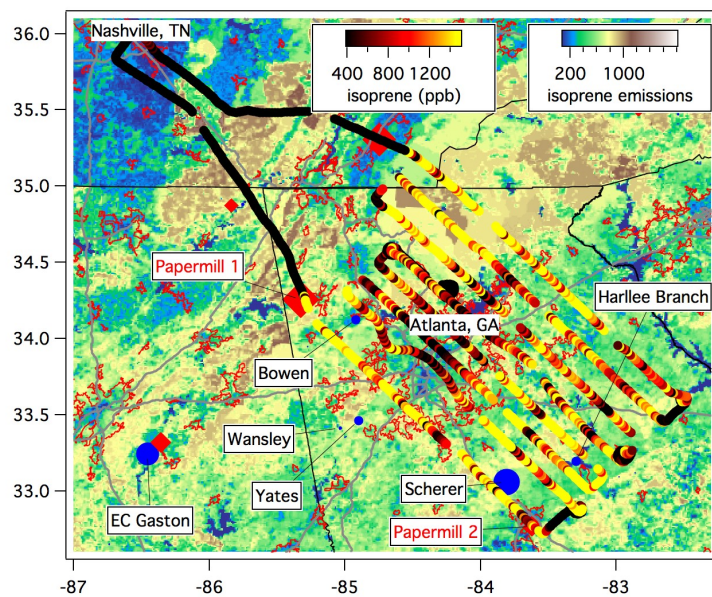 36.0
Nashville, TN
400 800 1200
isoprene (ppb)
200 1000
isoprene emissions
35.5
35.0
34.5
Papermill 1
Harllee Branch
34.0
Atlanta, GA
Bowen
33.5
Wansley
Yates
Scherer
33.0
EC Gaston
Papermill 2
-87 -86 -85 -84 -83